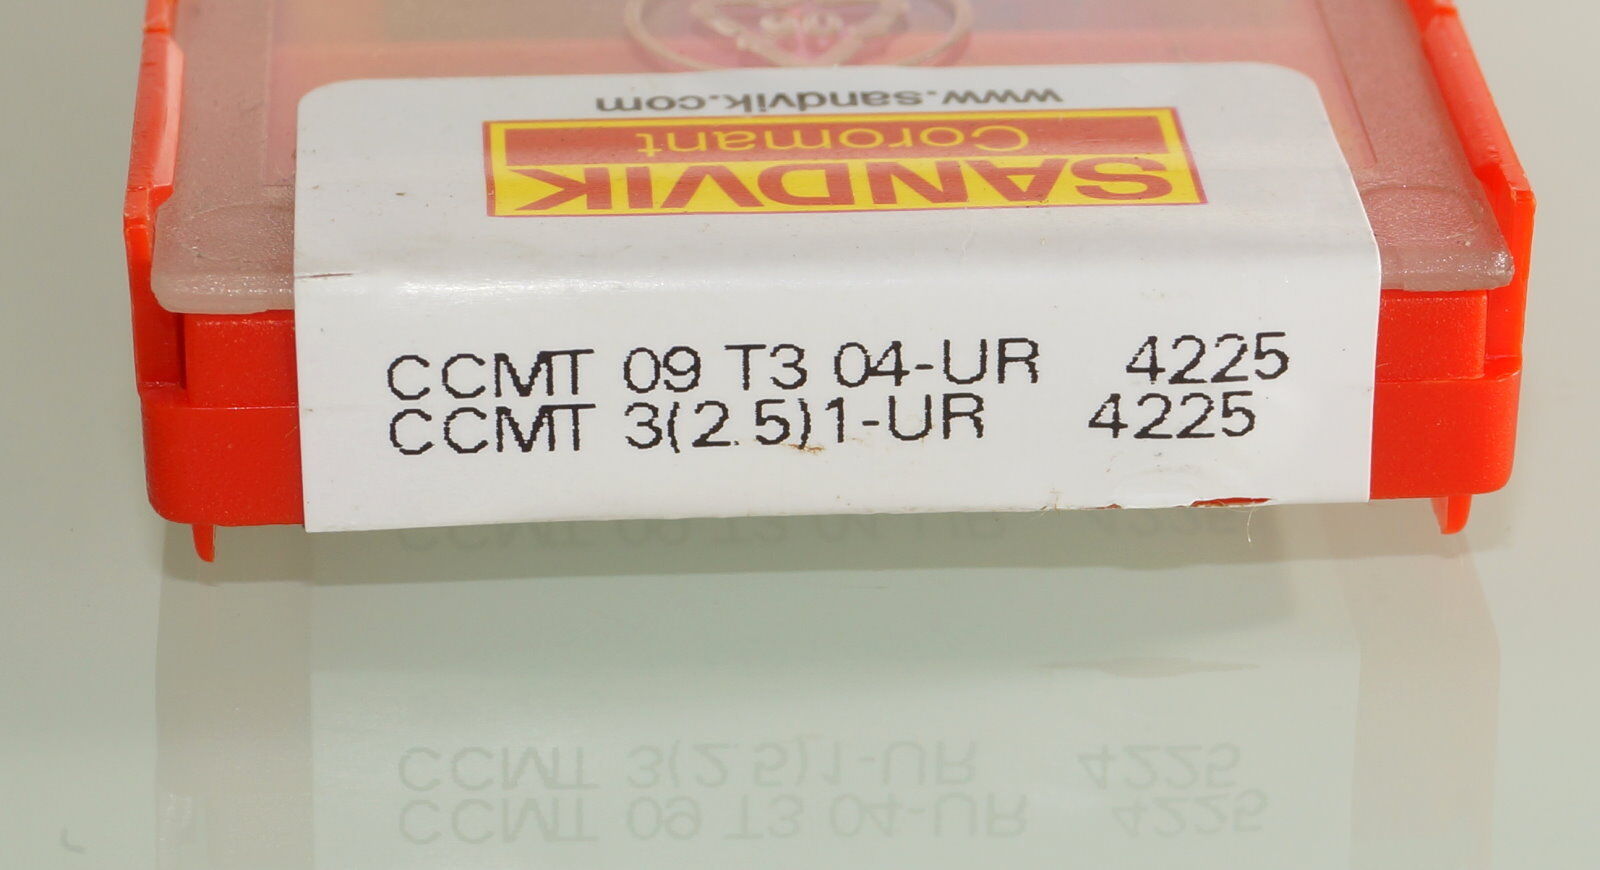 www.sandvik.com
Coromant
SANDVIK
CCMT 09 T3 04-UR 4225
CCMT 3(2.5)1-UR 4225